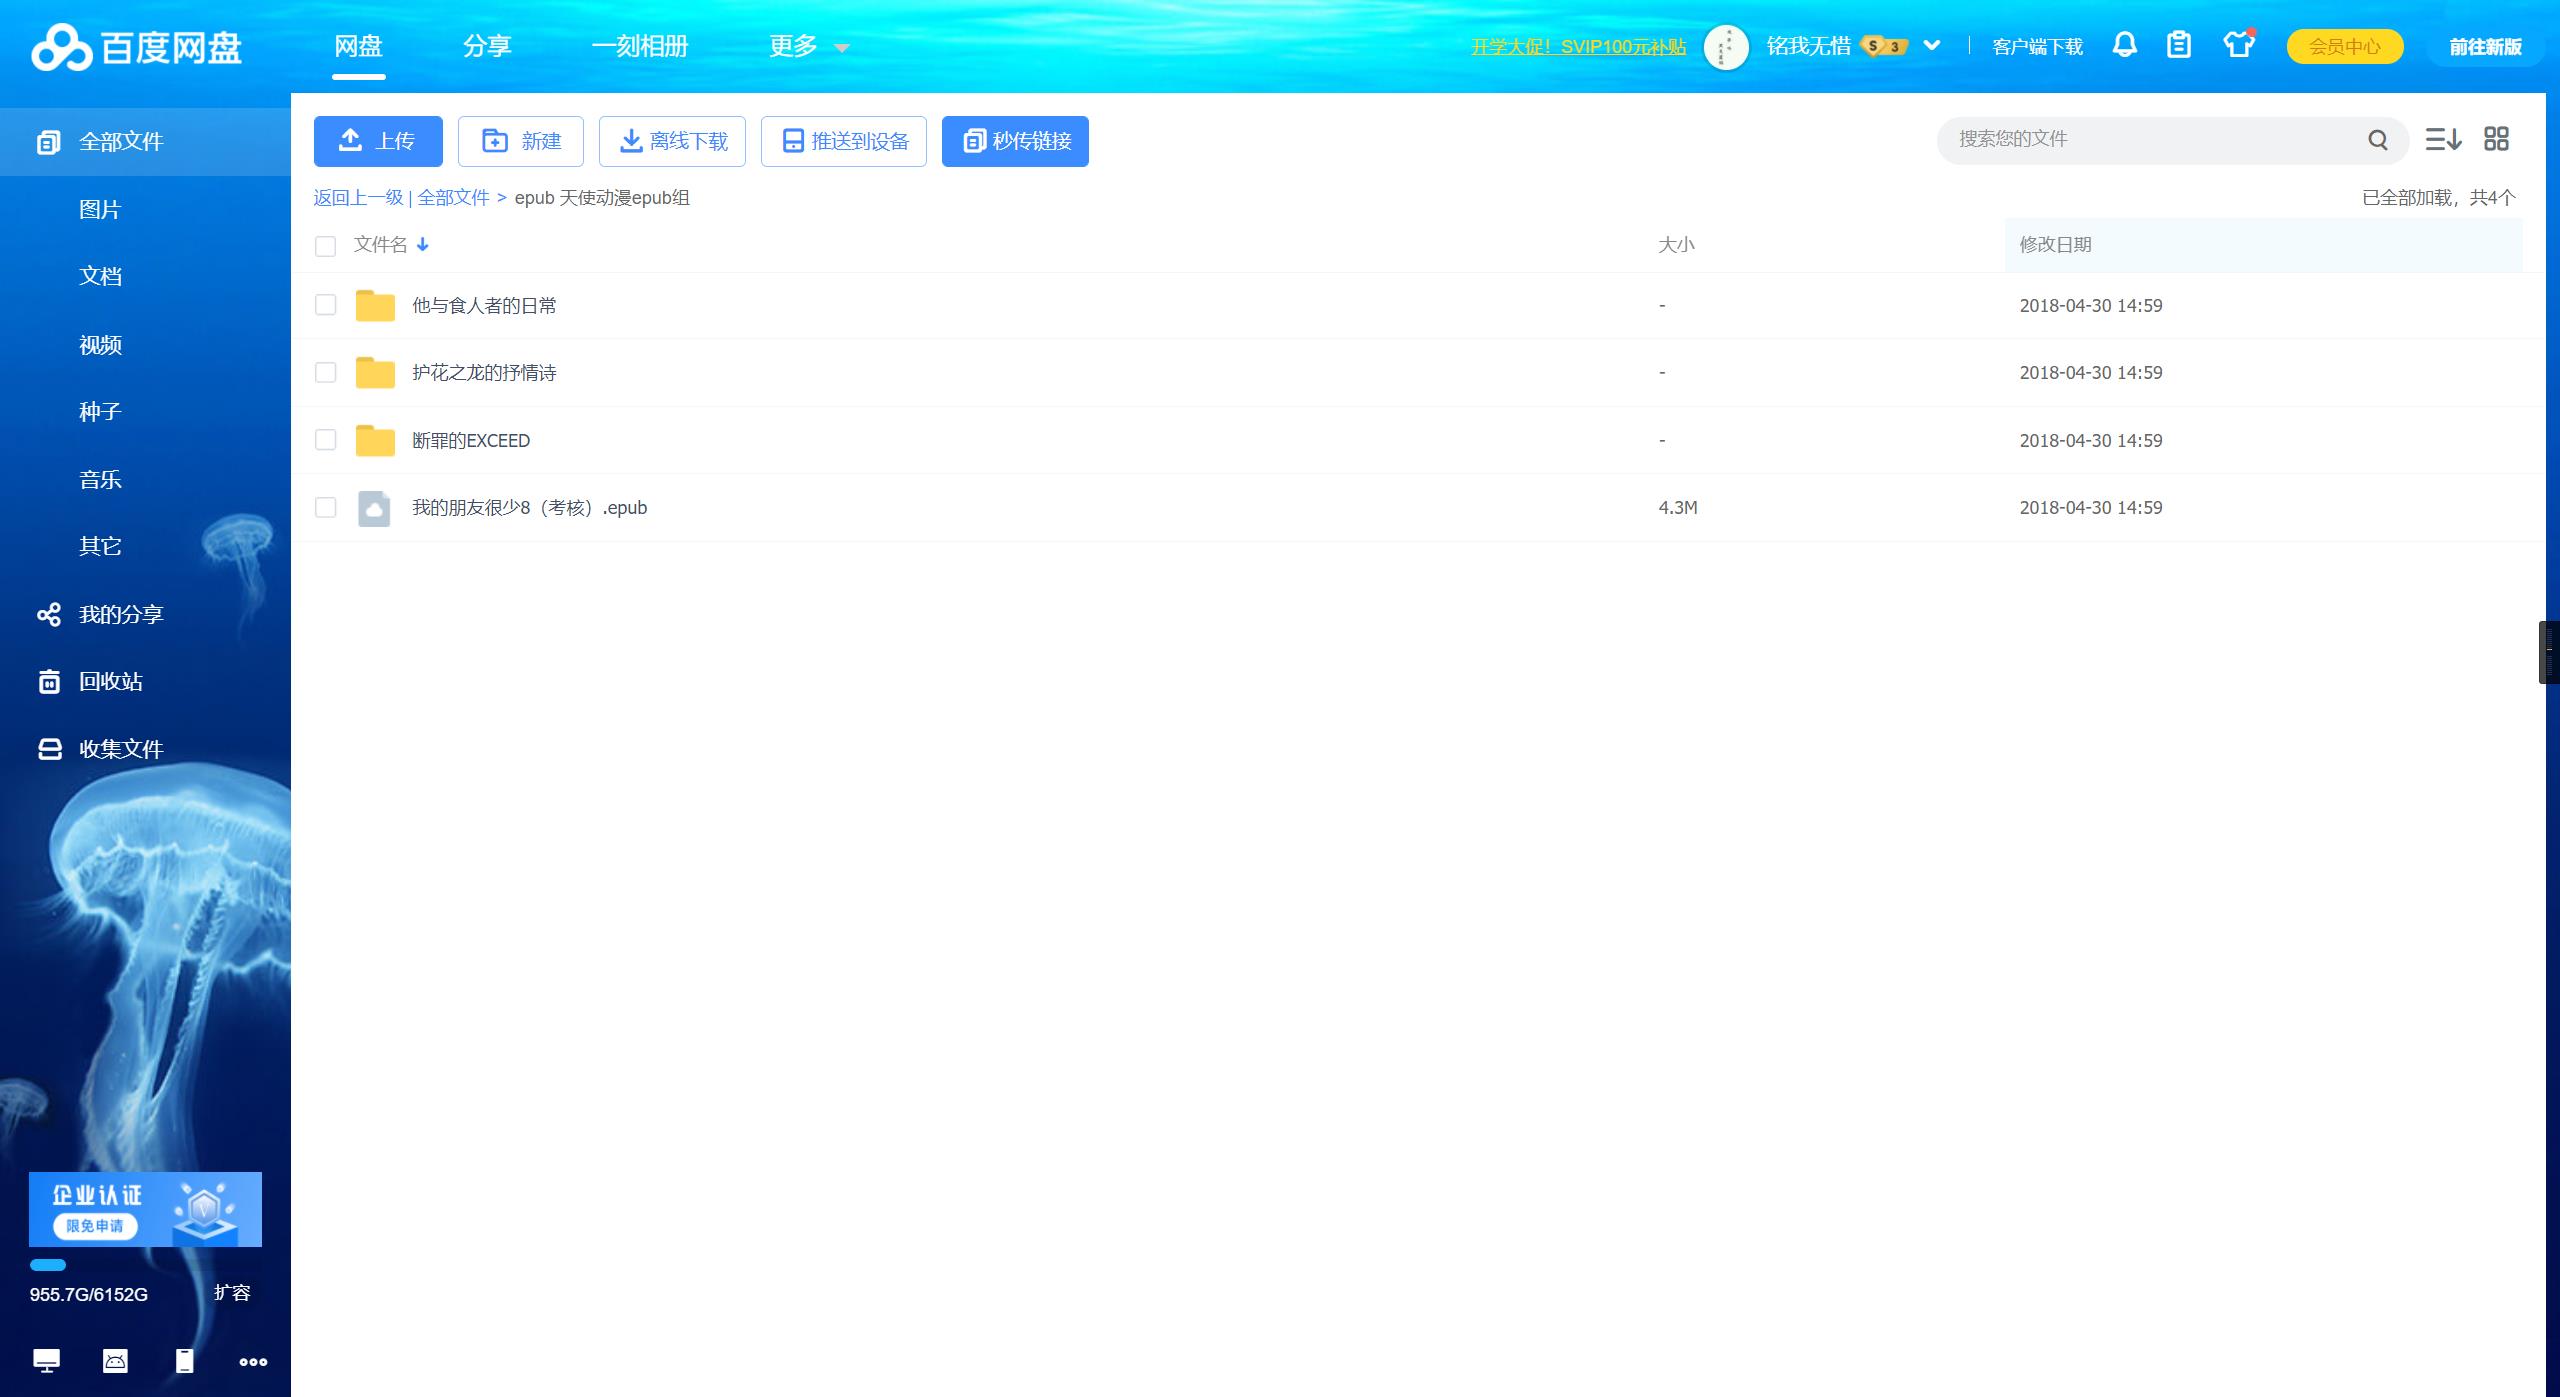 百度网盘
网盘 分享 一刻相册 更多
开学大促！SVIP100元补贴 铭我无惜 S 3 客户端下载 会员中心 前往新版
全部文件
图片
文档
视频
种子
音乐
其它
我的分享
回收站
收集文件
企业认证
限免申请
955.7G/6152G 扩容
上传 新建 离线下载 推送到设备 秒传链接 搜索您的文件
返回上一级 | 全部文件 > epub 天使动漫epub组 已全部加载，共4个
文件名 大小 修改日期
他与食人者的日常 - 2018-04-30 14:59
护花之龙的抒情诗 - 2018-04-30 14:59
断罪的EXCEED - 2018-04-30 14:59
我的朋友很少8（考核）.epub 4.3M 2018-04-30 14:59